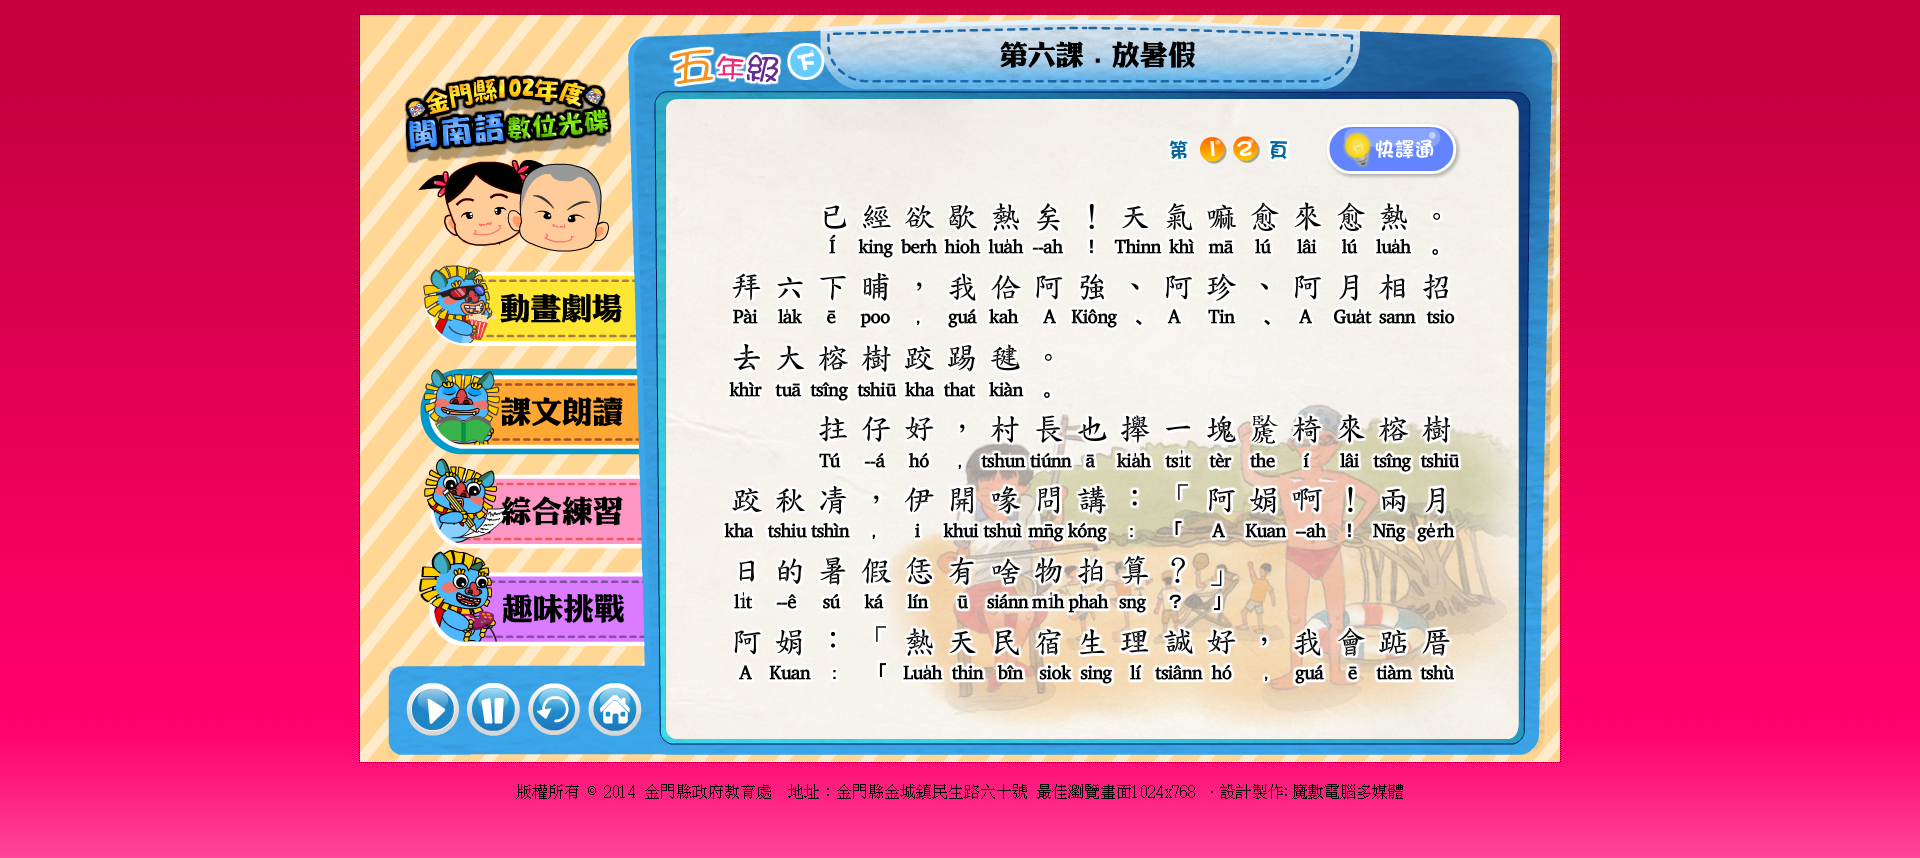 五年級 下
第六課．放暑假
金門縣102年度
閩南語數位光碟
第 1 2 頁
快譯通
動畫劇場
課文朗讀
綜合練習
趣味挑戰
已經欲歇熱矣！天氣嘛愈來愈熱。
Í king berh hioh lua̍h --ah ! Thinn khì mā lú lâi lú lua̍h 。
拜六下晡，我佮阿強、阿珍、阿月相招
Pài la̍k ē poo , guá kah A Kiông 、 A Tin 、 A Gua̍t sann tsio
去大榕樹跤踢毽。
khìr tuā tsîng tshiū kha that kiàn 。
拄仔好，村長也攑一塊毲椅來榕樹
Tú --á hó , tshun tiúnn ā kia̍h tsi̍t tèr the í lâi tsîng tshiū
跤秋凊，伊開喙問講：「阿娟啊！兩月
kha tshiu tshìn , i khui tshuì mn̄g kóng : 「 A Kuan --ah ! Nn̄g ge̍rh
日的暑假恁有啥物拍算？」
li̍t --ê sú ká lín ū siánn mi̍h phah sng ? 」
阿娟：「熱天民宿生理誠好，我會踮厝
A Kuan : 「 Lua̍h thin bîn siok sing lí tsiânn hó , guá ē tiàm tshù
版權所有 © 2014 金門縣政府教育處 地址：金門縣金城鎮民生路六十號 最佳瀏覽畫面1024x768 ．設計製作: 魔數電腦多媒體